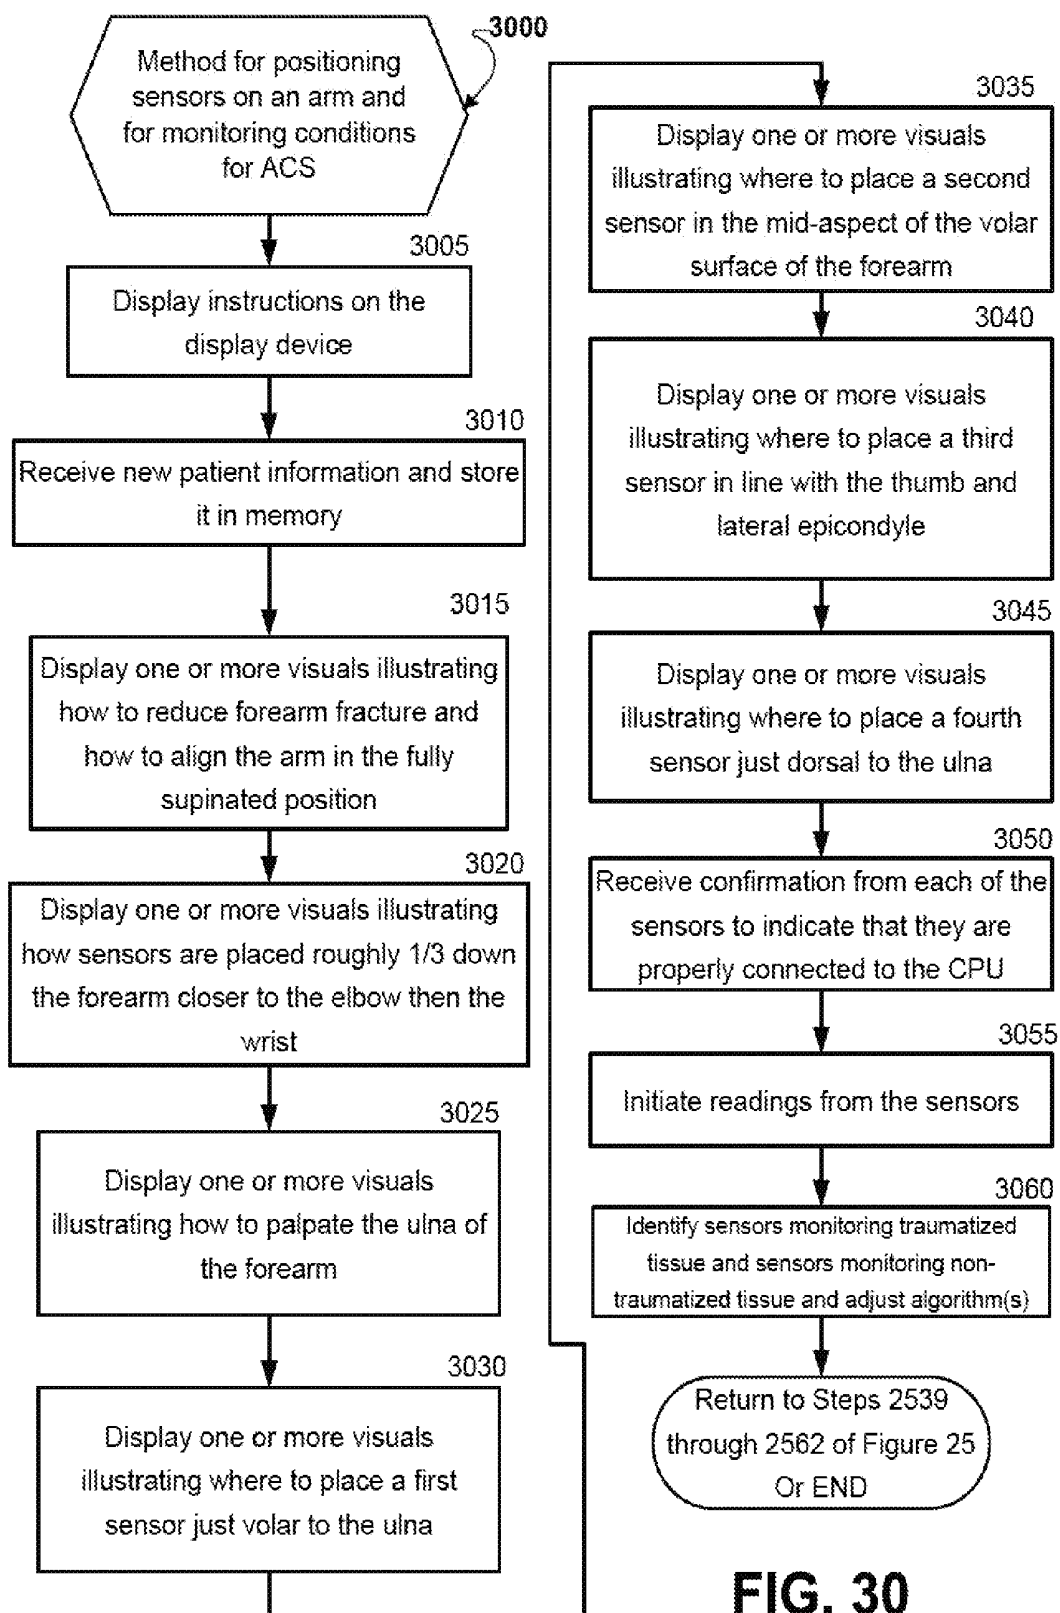 3000
Method for positioning
sensors on an arm and
for monitoring conditions
for ACS
3005
Display instructions on the
display device
3010
Receive new patient information and store
it in memory
3015
Display one or more visuals illustrating
how to reduce forearm fracture and
how to align the arm in the fully
supinated position
3020
Display one or more visuals illustrating
how sensors are placed roughly 1/3 down
the forearm closer to the elbow then the
wrist
3025
Display one or more visuals
illustrating how to palpate the ulna of
the forearm
3030
Display one or more visuals
illustrating where to place a first
sensor just volar to the ulna
3035
Display one or more visuals
illustrating where to place a second
sensor in the mid-aspect of the volar
surface of the forearm
3040
Display one or more visuals
illustrating where to place a third
sensor in line with the thumb and
lateral epicondyle
3045
Display one or more visuals
illustrating where to place a fourth
sensor just dorsal to the ulna
3050
Receive confirmation from each of the
sensors to indicate that they are
properly connected to the CPU
3055
Initiate readings from the sensors
3060
Identify sensors monitoring traumatized
tissue and sensors monitoring non-
traumatized tissue and adjust algorithm(s)
Return to Steps 2539
through 2562 of Figure 25
Or END
FIG. 30